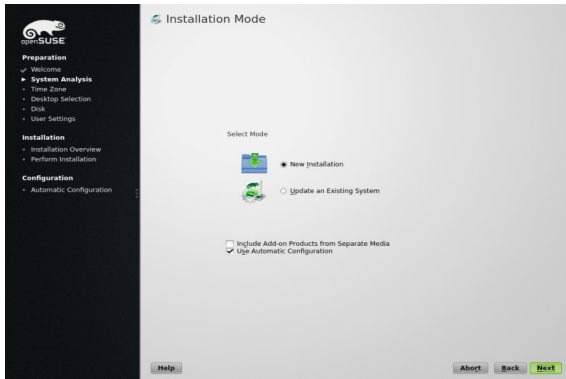 openSUSE
Preparation
Welcome
System Analysis
Time Zone
Desktop Selection
Disk
User Settings
Installation
Installation Overview
Perform Installation
Configuration
Automatic Configuration
Installation Mode
Select Mode
New Installation
Update an Existing System
Include Add-on Products from Separate Media
Use Automatic Configuration
Help
Abort
Back
Next